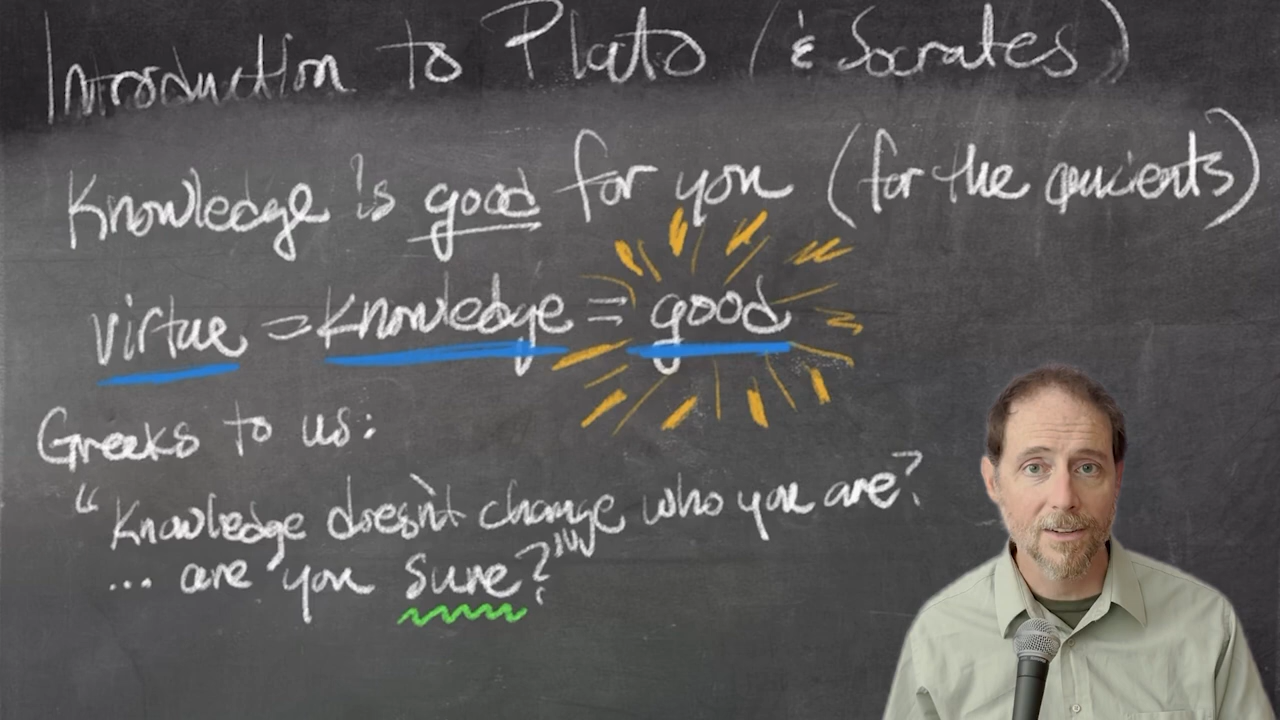 Introduction to Plato (& Socrates)
Knowledge is good for you (for the ancients)
virtue = knowledge = good
Greeks to us:
"Knowledge doesn't change who you are?
... are you sure?"